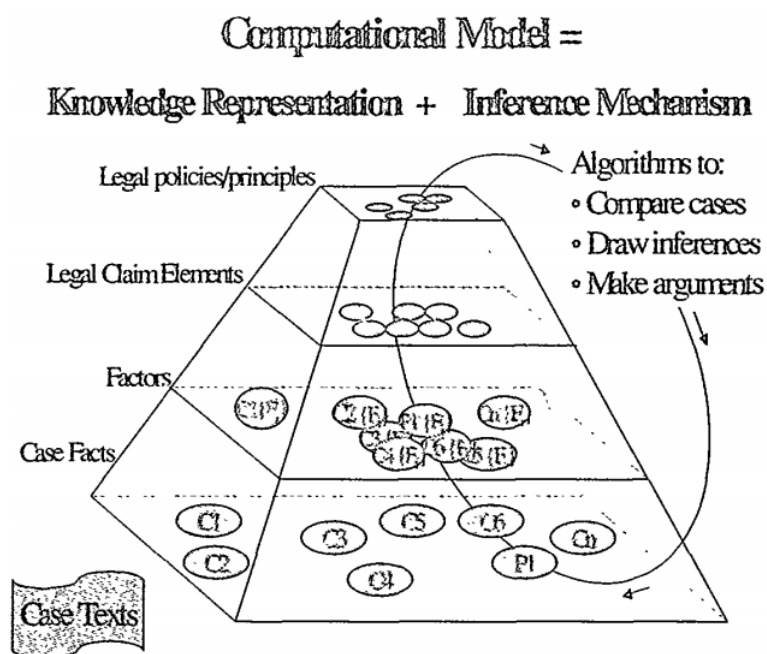 Computational Model =
Knowledge Representation + Inference Mechanism
Legal policies/principles
Algorithms to:
∘ Compare cases
∘ Draw inferences
∘ Make arguments
Legal Claim Elements
Factors
Case Facts
C1
C2
C3
C4
C5
C6
Cn
P1
Case Texts